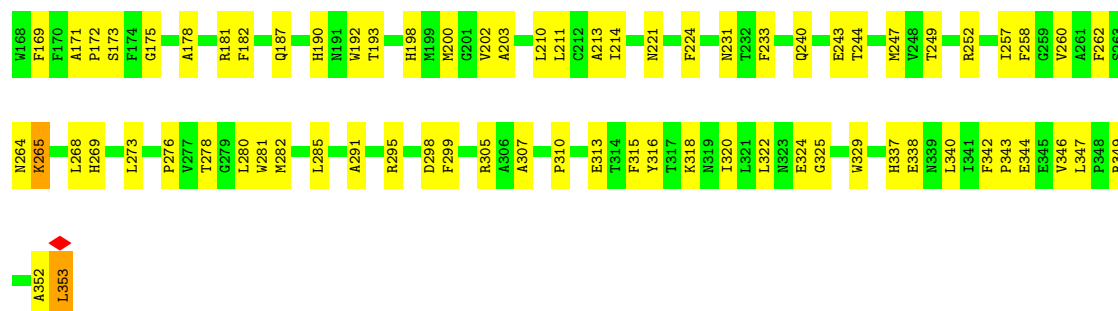 W168 F169 F170 A171 P172 S173 F174 G175 A178 R181 F182 Q187 H190 N191 W192 T193 H198 M199 M200 G201 V202 A203 L210 L211 C212 A213 I214 N221 F224 N231 T232 F233 Q240 E243 T244 M247 V248 T249 R252 I257 F258 G259 V260 A261 F262 S263
N264 K265 L268 H269 L273 P276 V277 T278 G279 L280 W281 M282 L285 A291 R295 D298 F299 R305 A306 A307 P310 E313 T314 F315 Y316 T317 K318 N319 I320 L321 L322 N323 E324 G325 W329 H337 E338 N339 L340 I341 F342 P343 E344 E345 V346 L347 P348
A352 L353